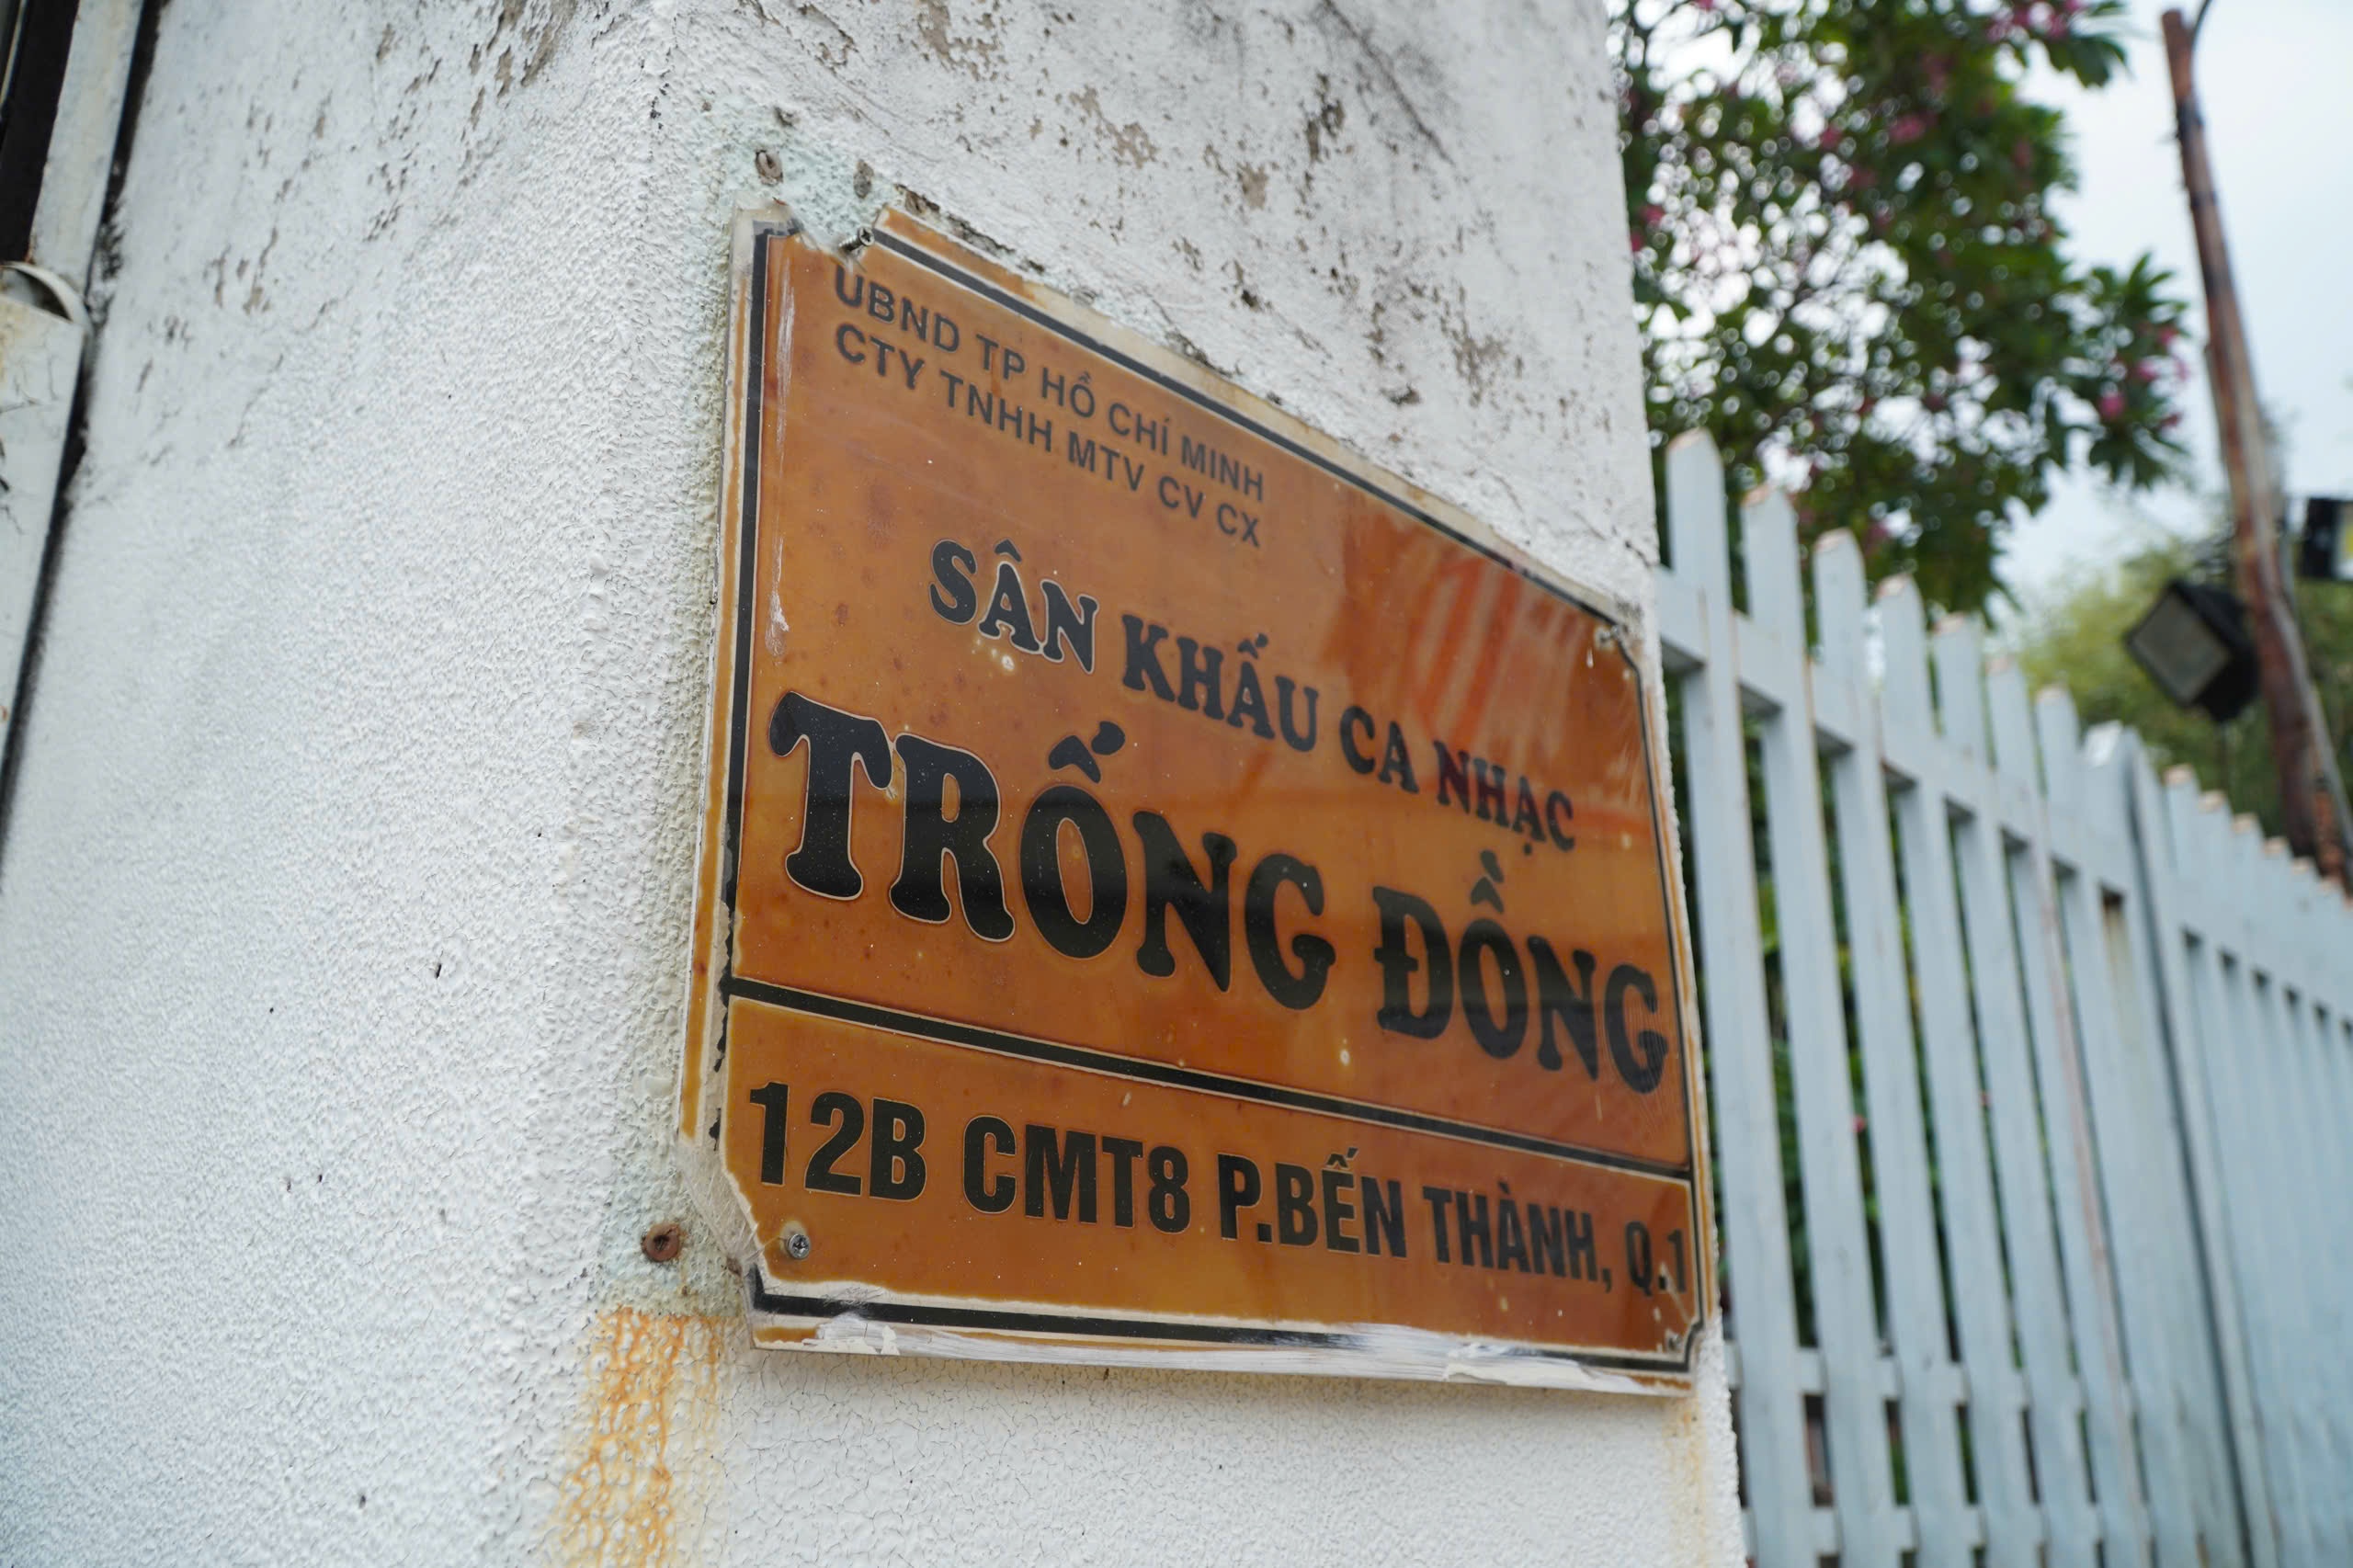 UBND TP HỒ CHÍ MINH
CTY TNHH MTV CV CX
SÂN KHẤU CA NHẠC
TRỐNG ĐỒNG
12B CMT8 P.BẾN THÀNH, Q.1